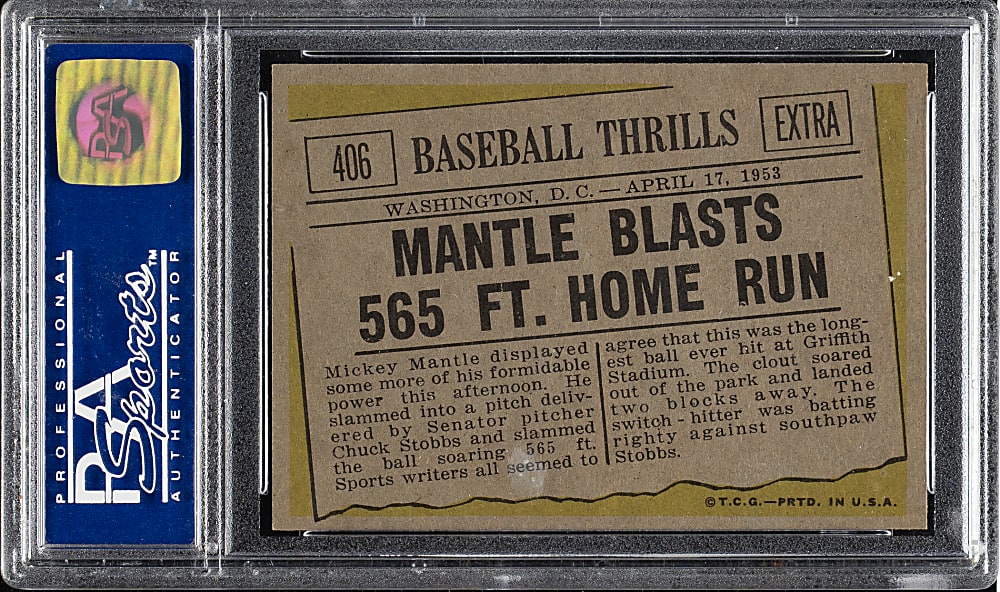 PSA
PROFESSIONAL
PSA Sports™
AUTHENTICATOR
406
BASEBALL THRILLS
EXTRA
WASHINGTON, D. C. — APRIL 17, 1953
MANTLE BLASTS
565 FT. HOME RUN
Mickey Mantle displayed
some more of his formidable
power this afternoon. He
slammed into a pitch deliv-
ered by Senator pitcher
Chuck Stobbs and slammed
the ball soaring 565 ft.
Sports writers all seemed to
agree that this was the long-
est ball ever hit at Griffith
Stadium. The clout soared
out of the park and landed
two blocks away. The
switch - hitter was batting
righty against southpaw
Stobbs.
©T.C.G.—PRTD. IN U.S.A.